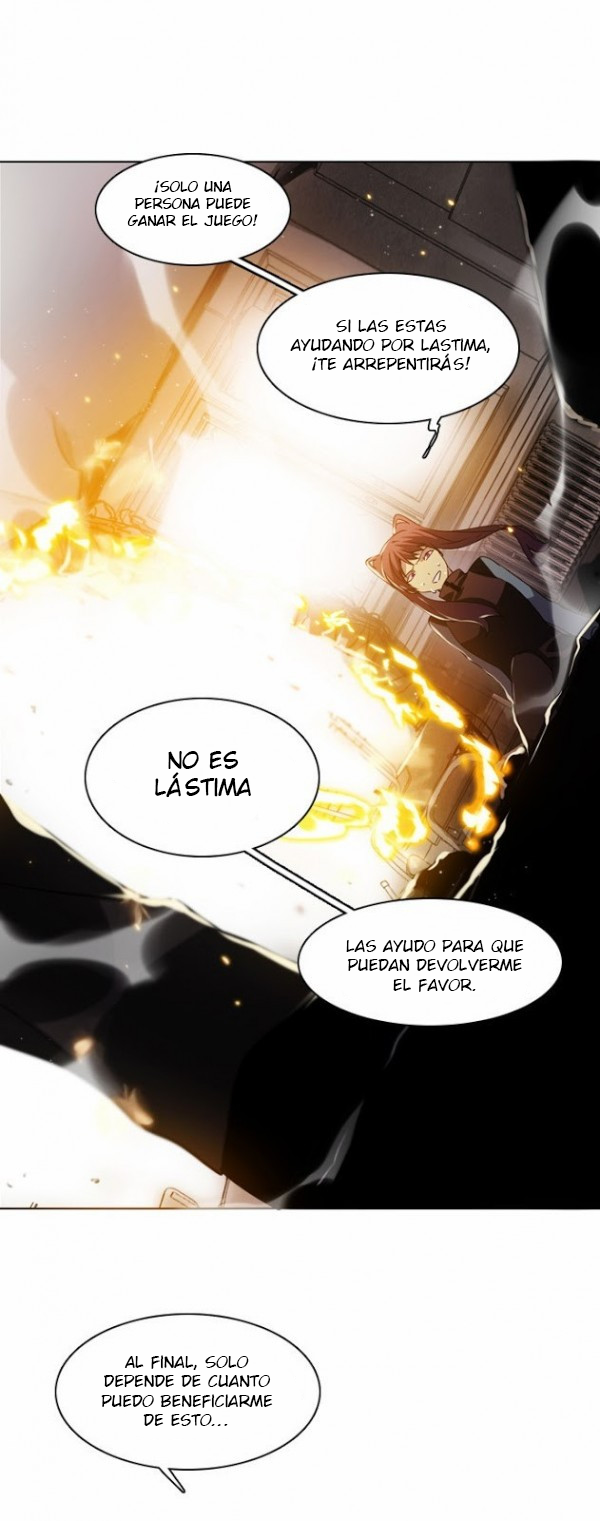 ¡SOLO UNA
PERSONA PUEDE
GANAR EL JUEGO!
SI LAS ESTAS
AYUDANDO POR LASTIMA,
¡TE ARREPENTIRÁS!
NO ES
LÁSTIMA
LAS AYUDO PARA QUE
PUEDAN DEVOLVERME
EL FAVOR.
AL FINAL, SOLO
DEPENDE DE CUANTO
PUEDO BENEFICIARME
DE ESTO...